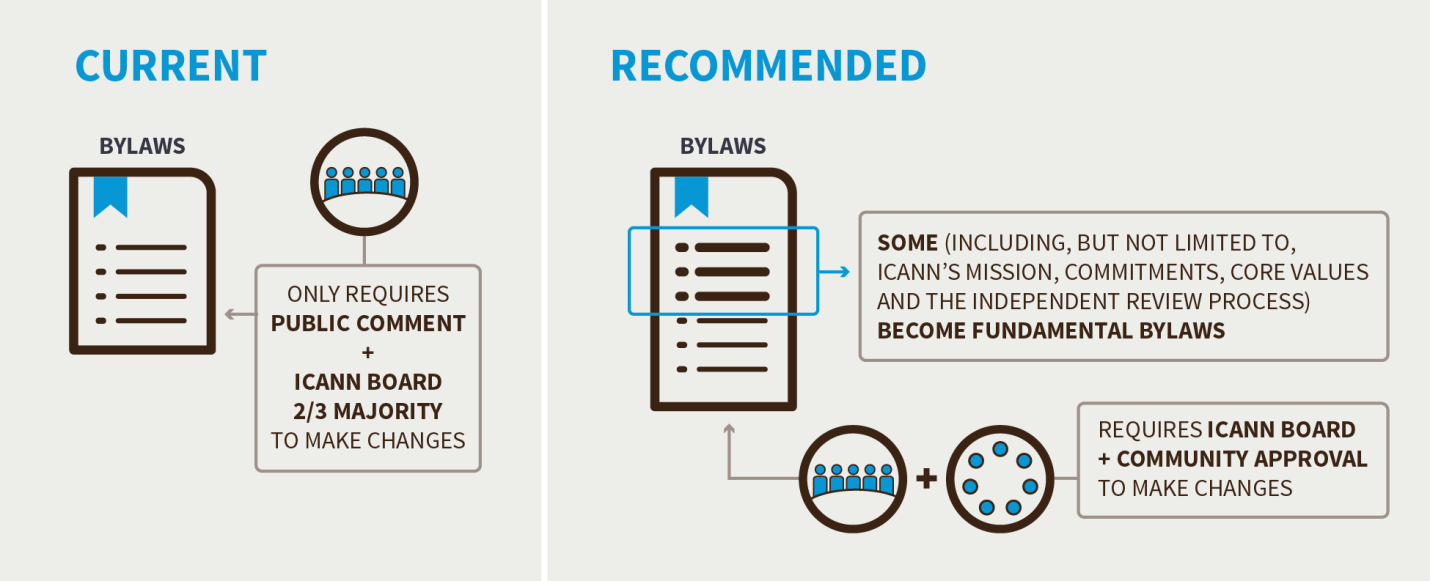 CURRENT
BYLAWS
ONLY REQUIRES
PUBLIC COMMENT
+
ICANN BOARD
2/3 MAJORITY
TO MAKE CHANGES
RECOMMENDED
BYLAWS
SOME (INCLUDING, BUT NOT LIMITED TO,
ICANN’S MISSION, COMMITMENTS, CORE VALUES
AND THE INDEPENDENT REVIEW PROCESS)
BECOME FUNDAMENTAL BYLAWS
+
REQUIRES ICANN BOARD
+ COMMUNITY APPROVAL
TO MAKE CHANGES